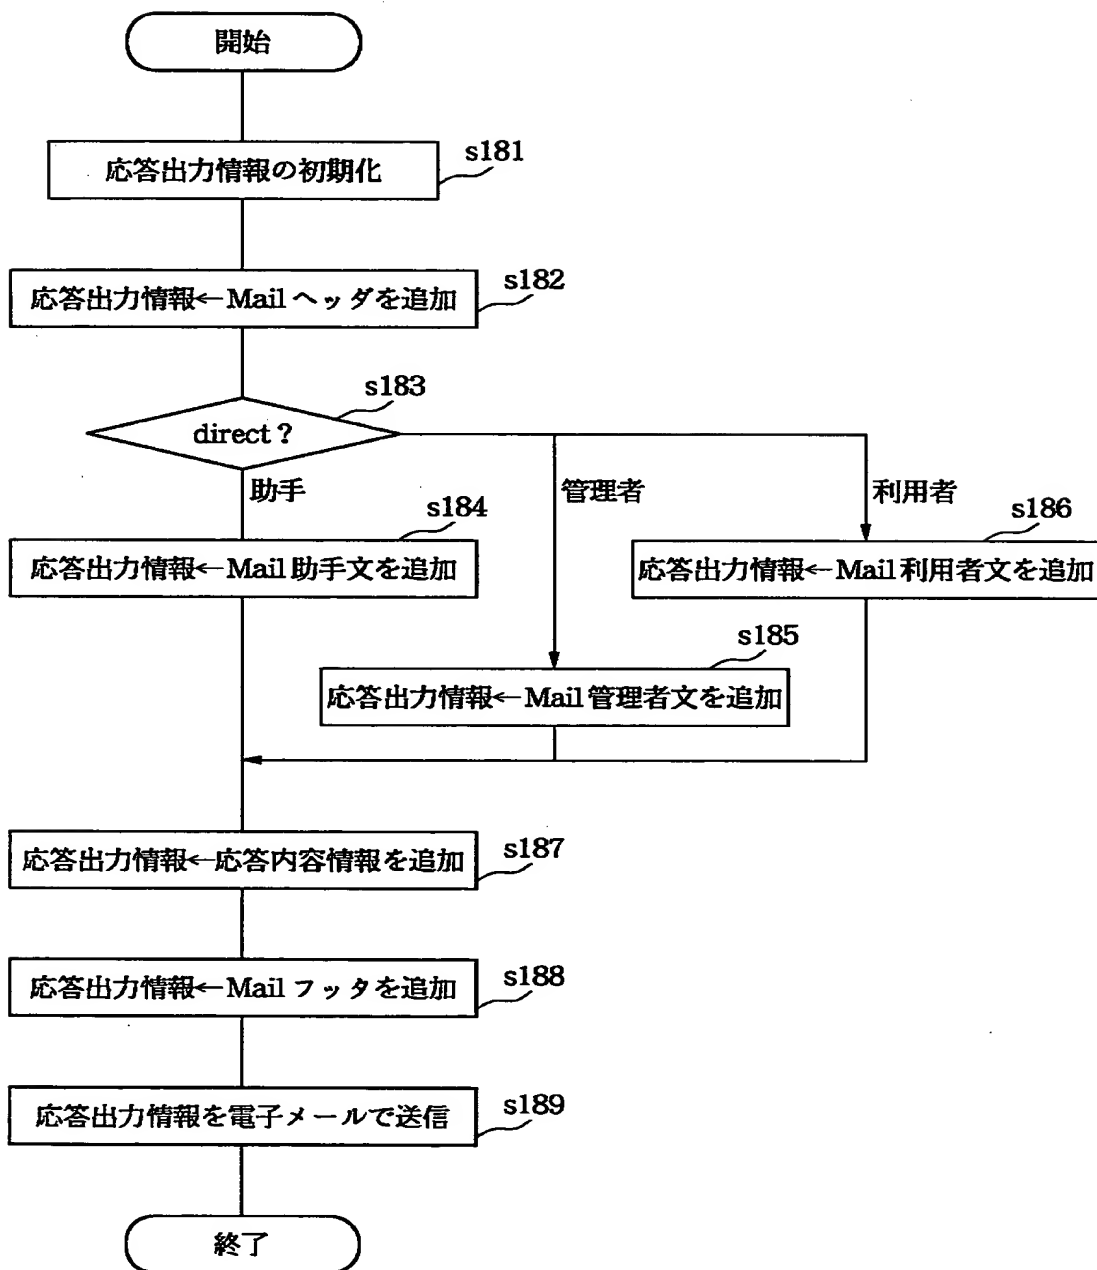 開始
応答出力情報の初期化
s181
応答出力情報←Mailヘッダを追加
s182
direct?
s183
助手
管理者
利用者
応答出力情報←Mail助手文を追加
s184
応答出力情報←Mail利用者文を追加
s186
応答出力情報←Mail管理者文を追加
s185
応答出力情報←応答内容情報を追加
s187
応答出力情報←Mailフッタを追加
s188
応答出力情報を電子メールで送信
s189
終了